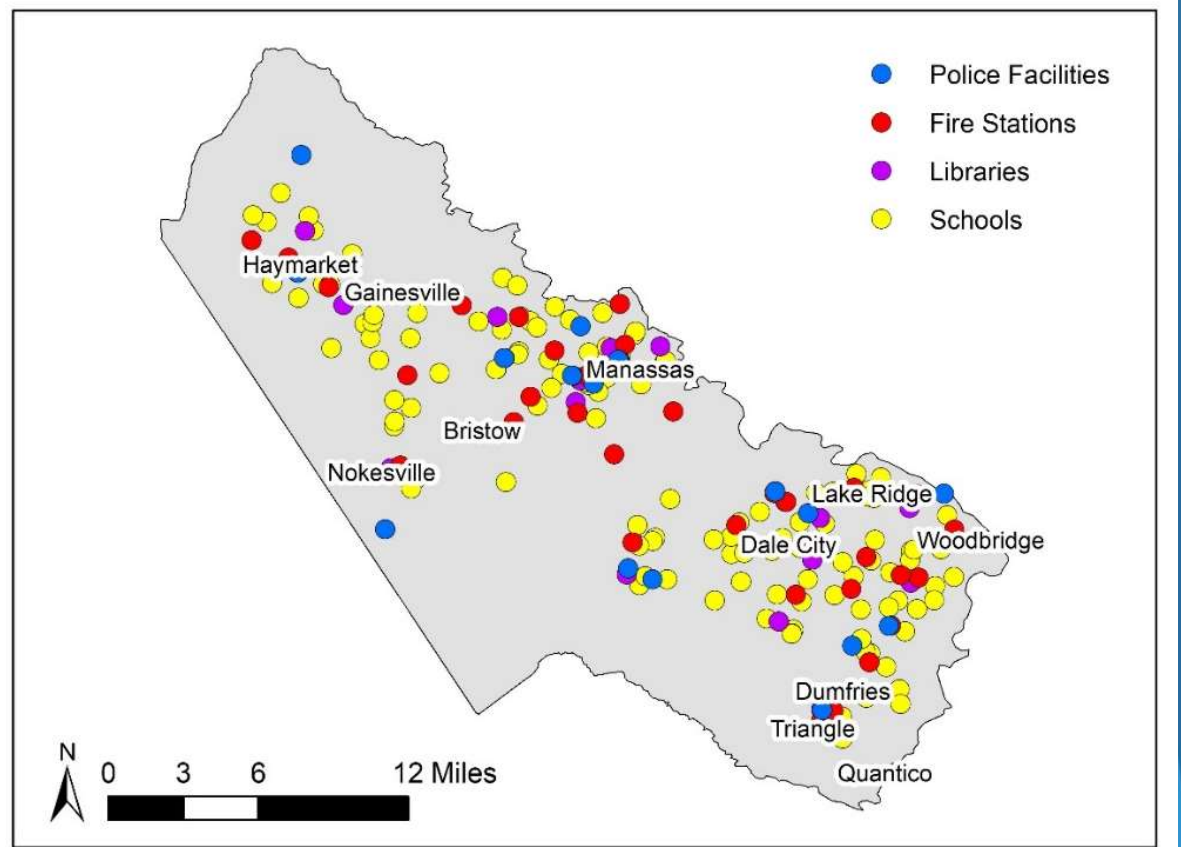 Police Facilities
Fire Stations
Libraries
Schools
Haymarket
Gainesville
Manassas
Bristow
Nokesville
Lake Ridge
Dale City
Woodbridge
Dumfries
Triangle
Quantico
N
0 3 6 12 Miles